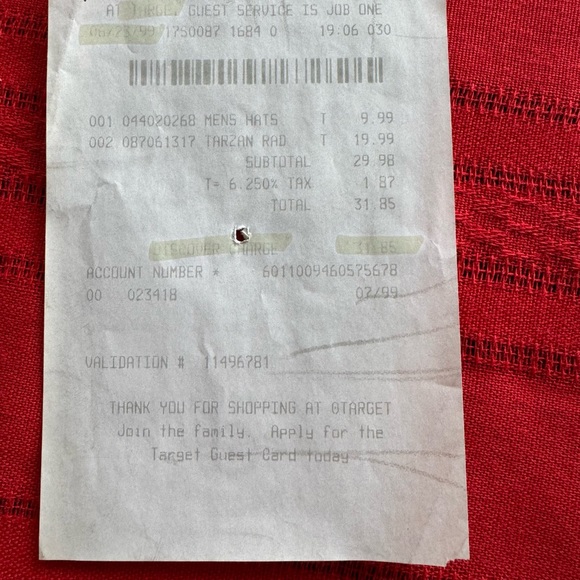 AT TARGET, GUEST SERVICE IS JOB ONE
1750087 1684 0 19:06 030
001 044020268 MENS HATS T 9.99
002 087061317 TARZAN RAD T 19.99
SUBTOTAL 29.98
T= 6.250% TAX 1.87
TOTAL 31.85
DISCOVER CHARGE 31.85
ACCOUNT NUMBER * 6011009460575678
00 023418 07/99
VALIDATION # 11496781
THANK YOU FOR SHOPPING AT @TARGET
Join the family. Apply for the
Target Guest Card today